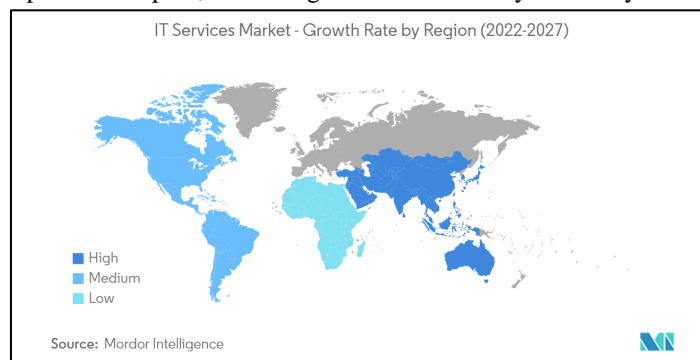 IT Services Market - Growth Rate by Region (2022-2027)
High
Medium
Low
Source: Mordor Intelligence